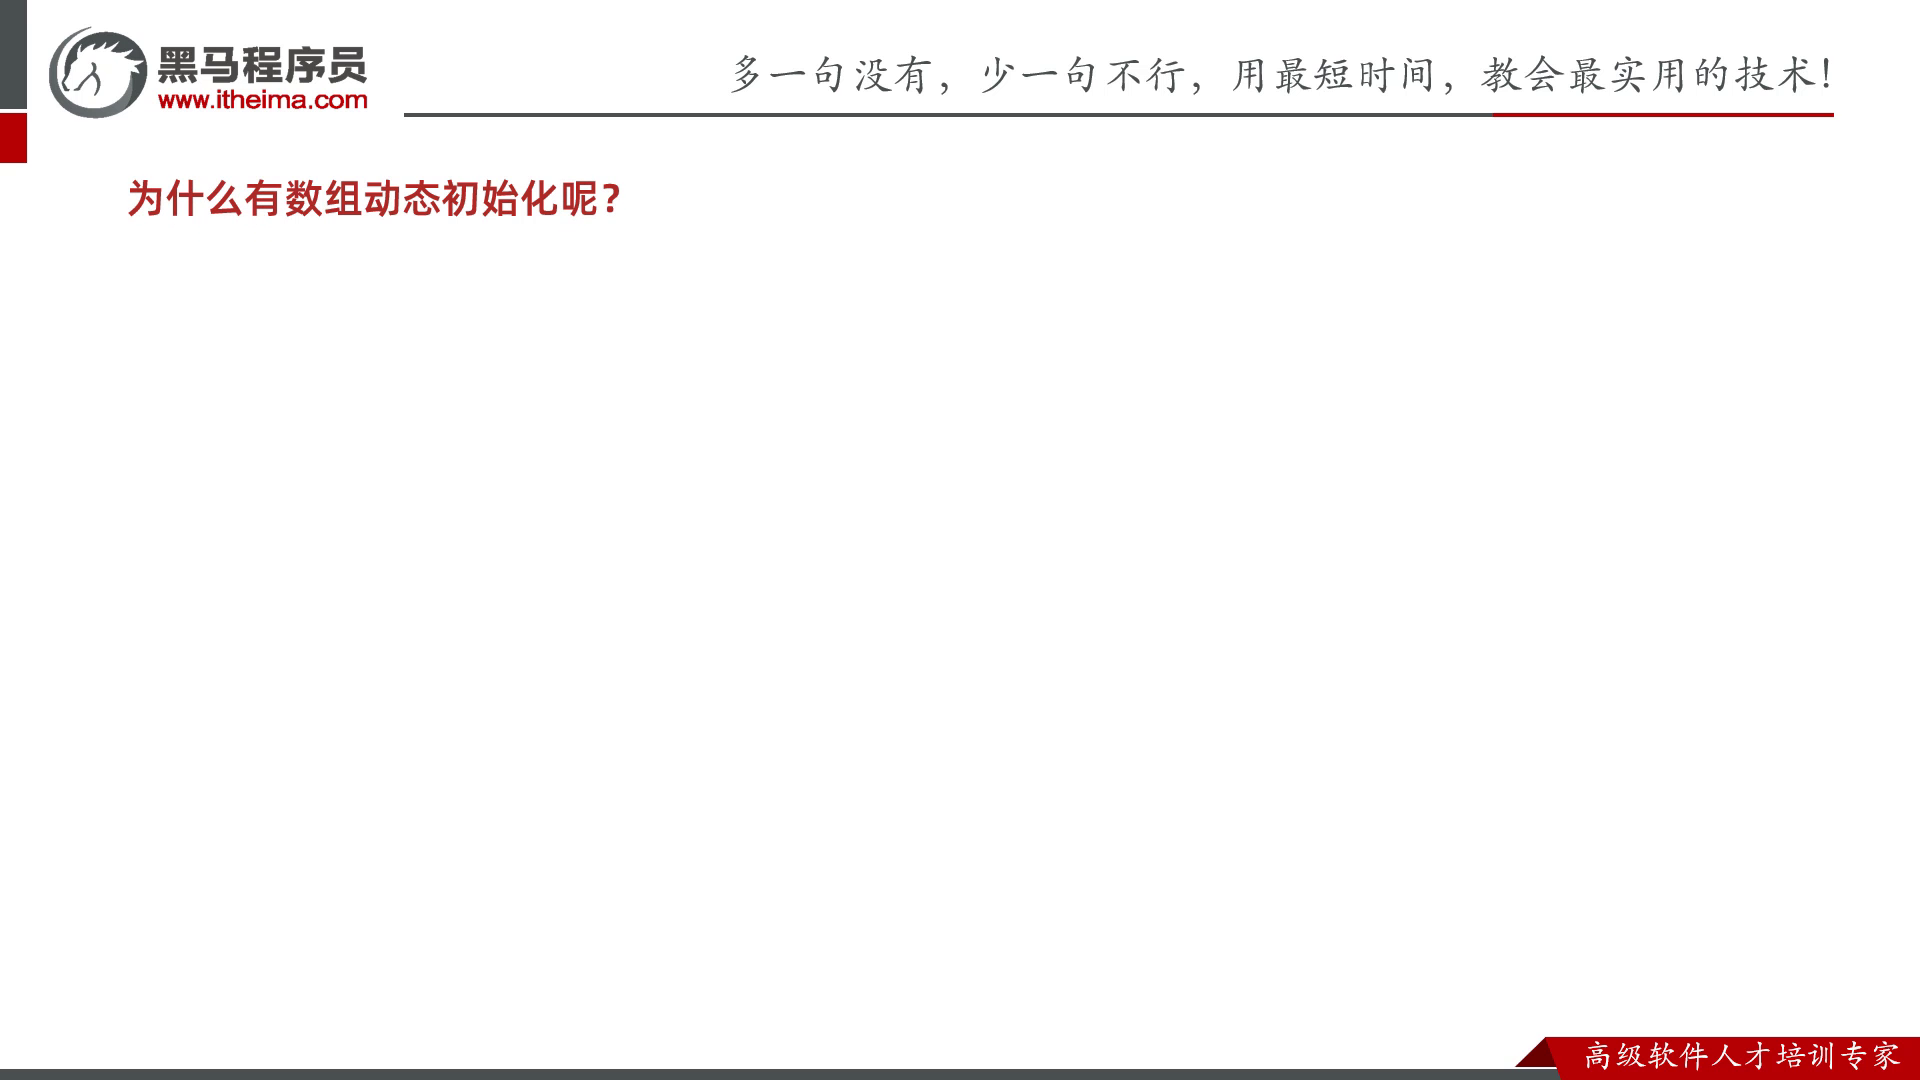 黑马程序员
www.itheima.com
多一句没有，少一句不行，用最短时间，教会最实用的技术！
为什么有数组动态初始化呢？
高级软件人才培训专家